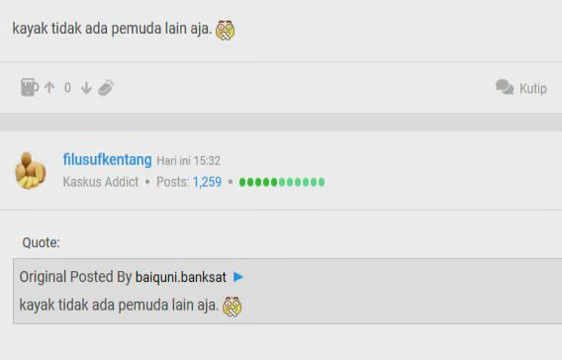 kayak tidak ada pemuda lain aja.
0 Kutip
filusufkentang Hari ini 15:32
Kaskus Addict • Posts: 1,259 •
Quote:
Original Posted By baiquni.banksat ►
kayak tidak ada pemuda lain aja.